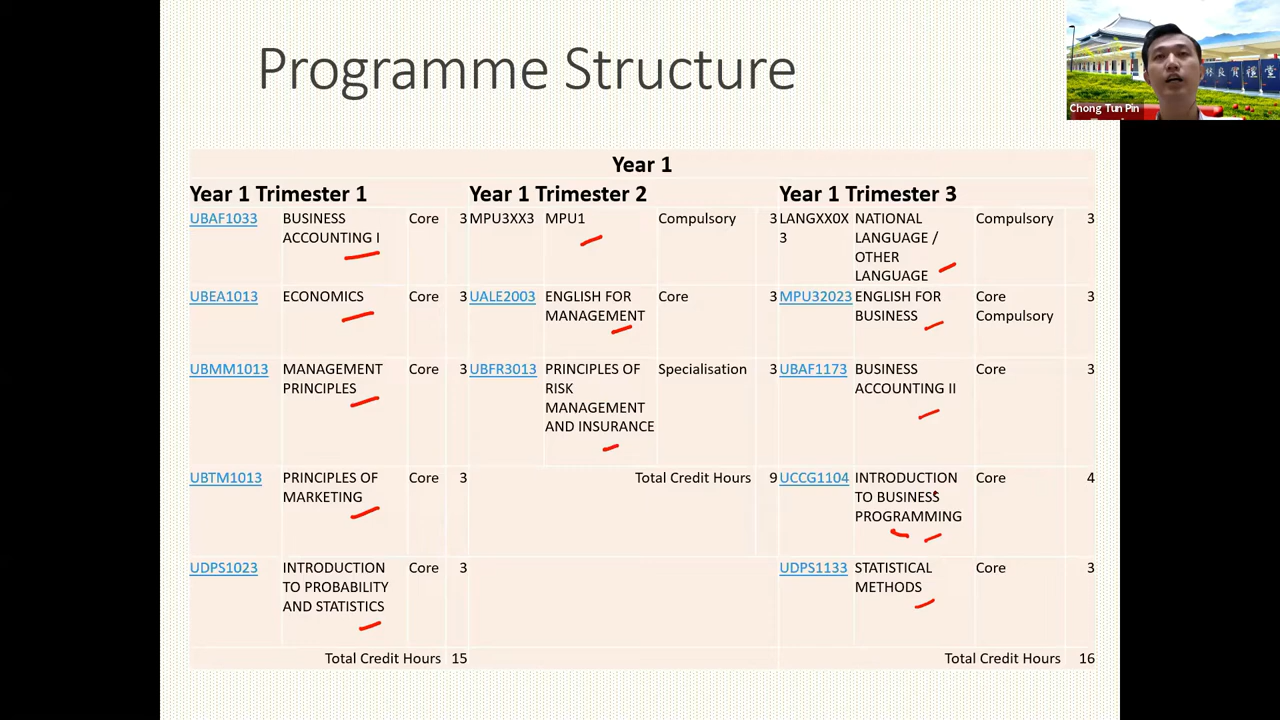 Programme Structure
Chong Tun Pin
Year 1
Year 1 Trimester 1 Year 1 Trimester 2 Year 1 Trimester 3
UBAF1033 BUSINESS ACCOUNTING I Core 3 MPU3XX3 MPU1 Compulsory 3 LANGXX0X3 NATIONAL LANGUAGE / OTHER LANGUAGE Compulsory 3
UBEA1013 ECONOMICS Core 3 UALE2003 ENGLISH FOR MANAGEMENT Core 3 MPU32023 ENGLISH FOR BUSINESS Core Compulsory 3
UBMM1013 MANAGEMENT PRINCIPLES Core 3 UBFR3013 PRINCIPLES OF RISK MANAGEMENT AND INSURANCE Specialisation 3 UBAF1173 BUSINESS ACCOUNTING II Core 3
UBTM1013 PRINCIPLES OF MARKETING Core 3 Total Credit Hours 9 UCCG1104 INTRODUCTION TO BUSINESS PROGRAMMING Core 4
UDPS1023 INTRODUCTION TO PROBABILITY AND STATISTICS Core 3 UDPS1133 STATISTICAL METHODS Core 3
Total Credit Hours 15 Total Credit Hours 16